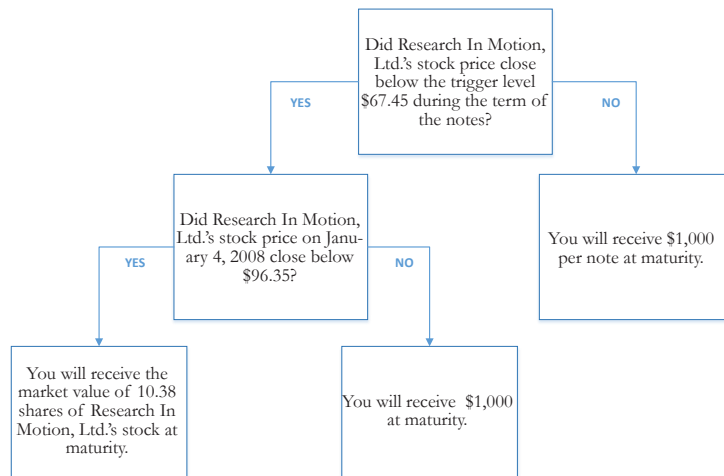 Did Research In Motion,
Ltd.'s stock price close
below the trigger level
$67.45 during the term of
the notes?
YES
NO
Did Research In Motion,
Ltd.'s stock price on Janu-
ary 4, 2008 close below
$96.35?
You will receive $1,000
per note at maturity.
YES
NO
You will receive the
market value of 10.38
shares of Research In
Motion, Ltd.'s stock at
maturity.
You will receive $1,000
at maturity.